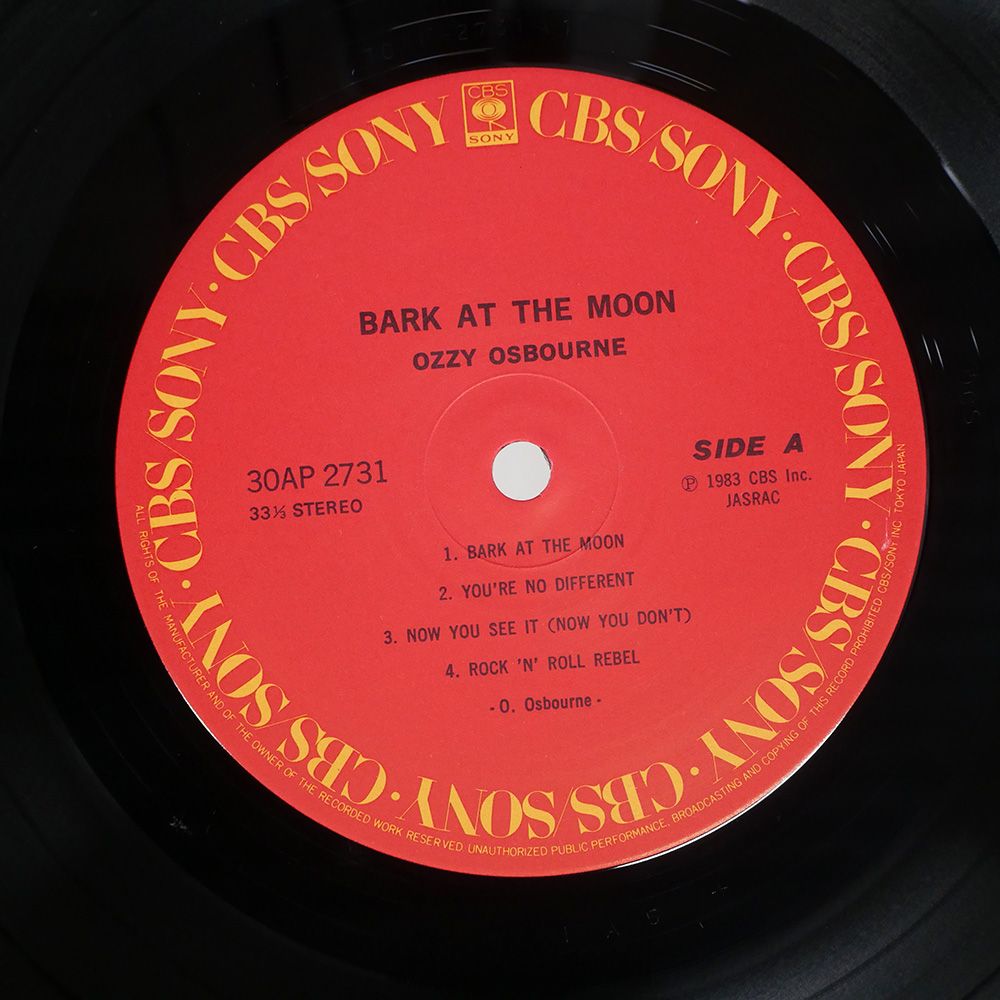 CBS
SONY
CBS/SONY · CBS/SONY · CBS/SONY · CBS/SONY · CBS/SONY · CBS/SONY · CBS/SONY · CBS/SONY · CBS/SONY
BARK AT THE MOON
OZZY OSBOURNE
30AP 2731
33⅓ STEREO
SIDE A
℗ 1983 CBS Inc.
JASRAC
1. BARK AT THE MOON
2. YOU'RE NO DIFFERENT
3. NOW YOU SEE IT (NOW YOU DON'T)
4. ROCK 'N' ROLL REBEL
- O. Osbourne -
ALL RIGHTS OF THE MANUFACTURER AND OF THE OWNER OF THE RECORDED WORK RESERVED UNAUTHORIZED PUBLIC PERFORMANCE, BROADCASTING AND COPYING OF THIS RECORD PROHIBITED CBS/SONY INC. TOKYO JAPAN